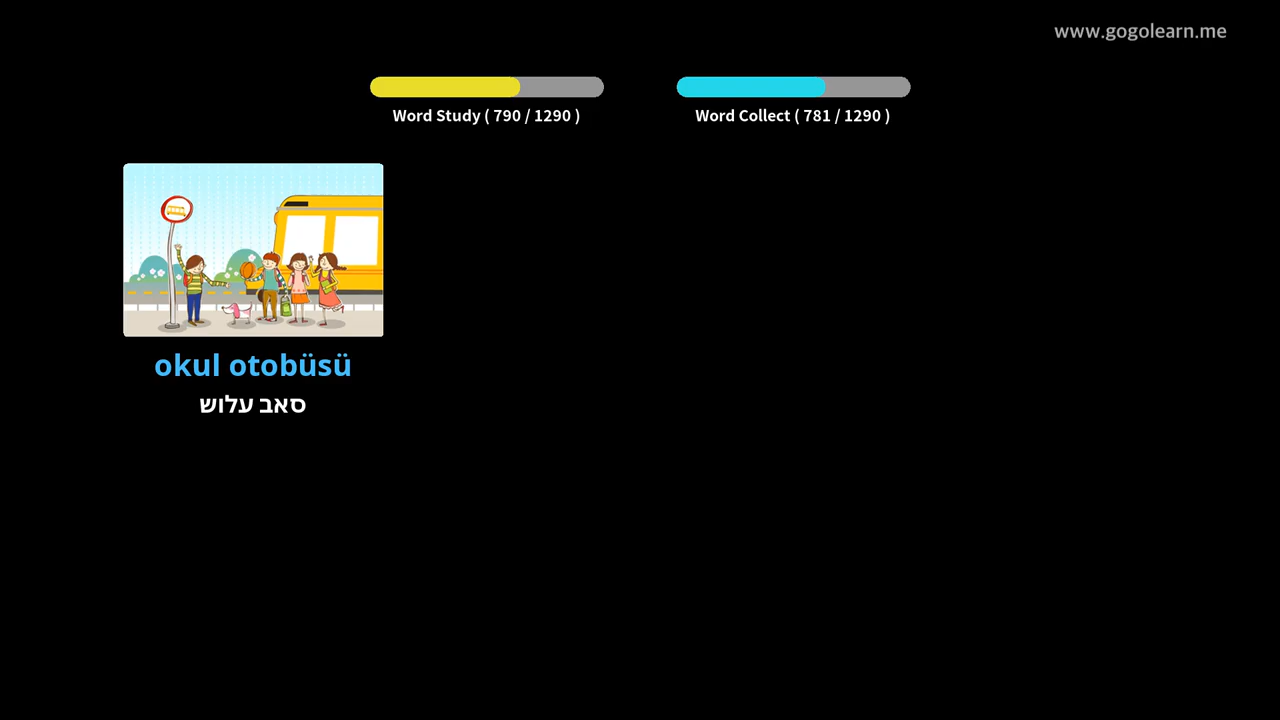 www.gogolearn.me
Word Study ( 790 / 1290 )
Word Collect ( 781 / 1290 )
okul otobüsü
סאב עלוש